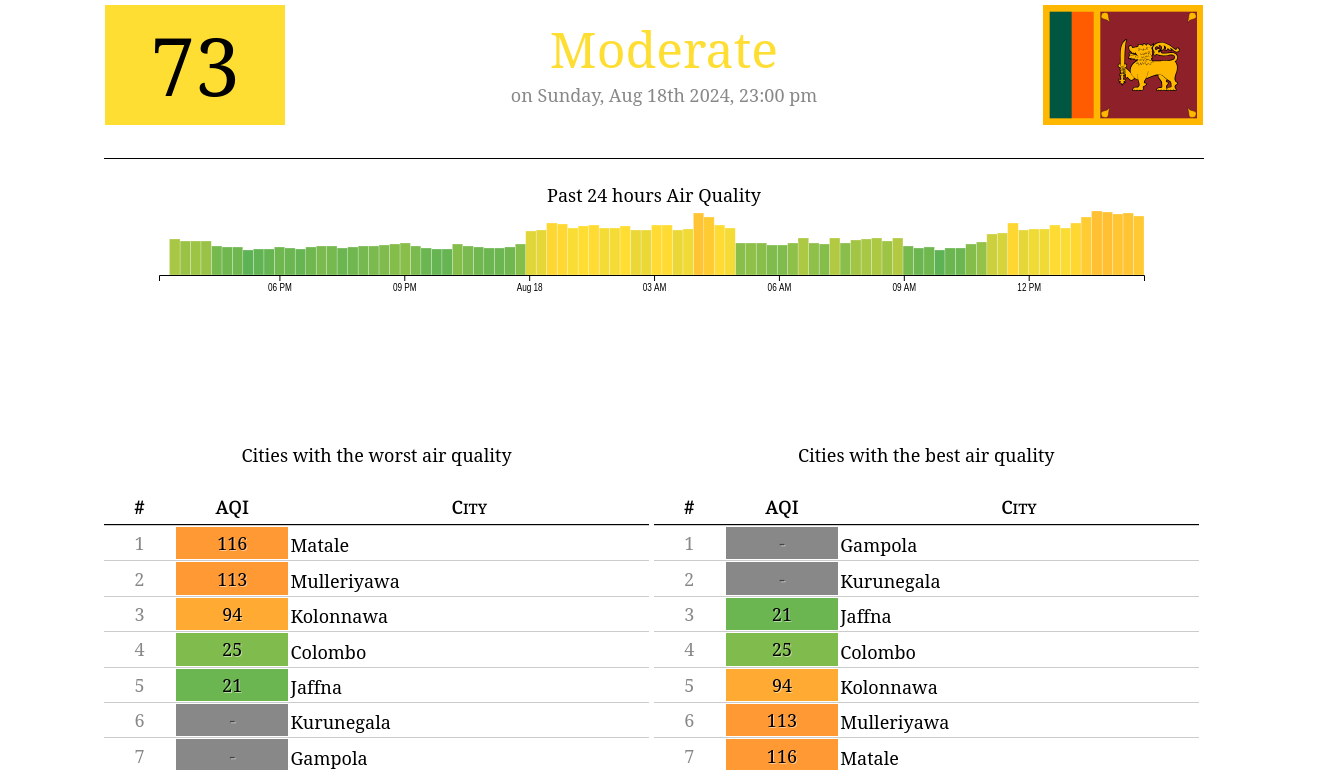 73
Moderate
on Sunday, Aug 18th 2024, 23:00 pm
Past 24 hours Air Quality
06 PM 09 PM Aug 18 03 AM 06 AM 09 AM 12 PM
Cities with the worst air quality
# AQI City
1 116 Matale
2 113 Mulleriyawa
3 94 Kolonnawa
4 25 Colombo
5 21 Jaffna
6 - Kurunegala
7 - Gampola
Cities with the best air quality
# AQI City
1 - Gampola
2 - Kurunegala
3 21 Jaffna
4 25 Colombo
5 94 Kolonnawa
6 113 Mulleriyawa
7 116 Matale